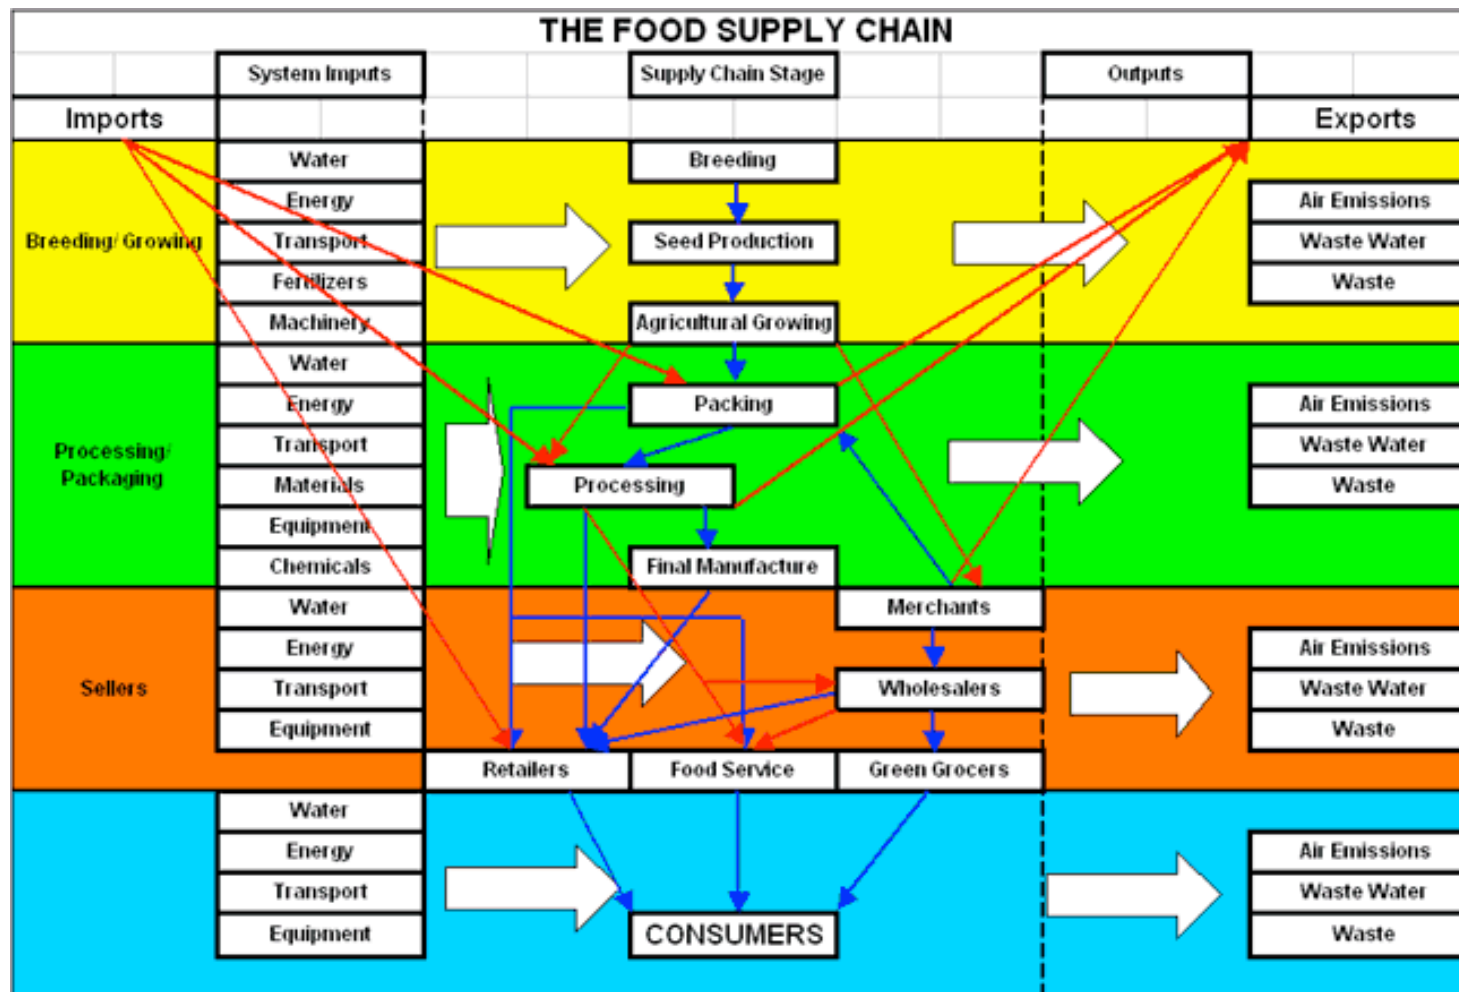 THE FOOD SUPPLY CHAIN
System Imputs
Supply Chain Stage
Outputs
Imports
Exports
Water
Breeding
Energy
Air Emissions
Breeding/ Growing
Transport
Seed Production
Waste Water
Fertilizers
Waste
Machinery
Agricultural Growing
Water
Energy
Packing
Air Emissions
Processing/
Packaging
Transport
Waste Water
Materials
Processing
Waste
Equipment
Chemicals
Final Manufacture
Water
Merchants
Energy
Air Emissions
Sellers
Transport
Wholesalers
Waste Water
Equipment
Waste
Retailers
Food Service
Green Grocers
Water
Energy
Air Emissions
Transport
Waste Water
Equipment
CONSUMERS
Waste